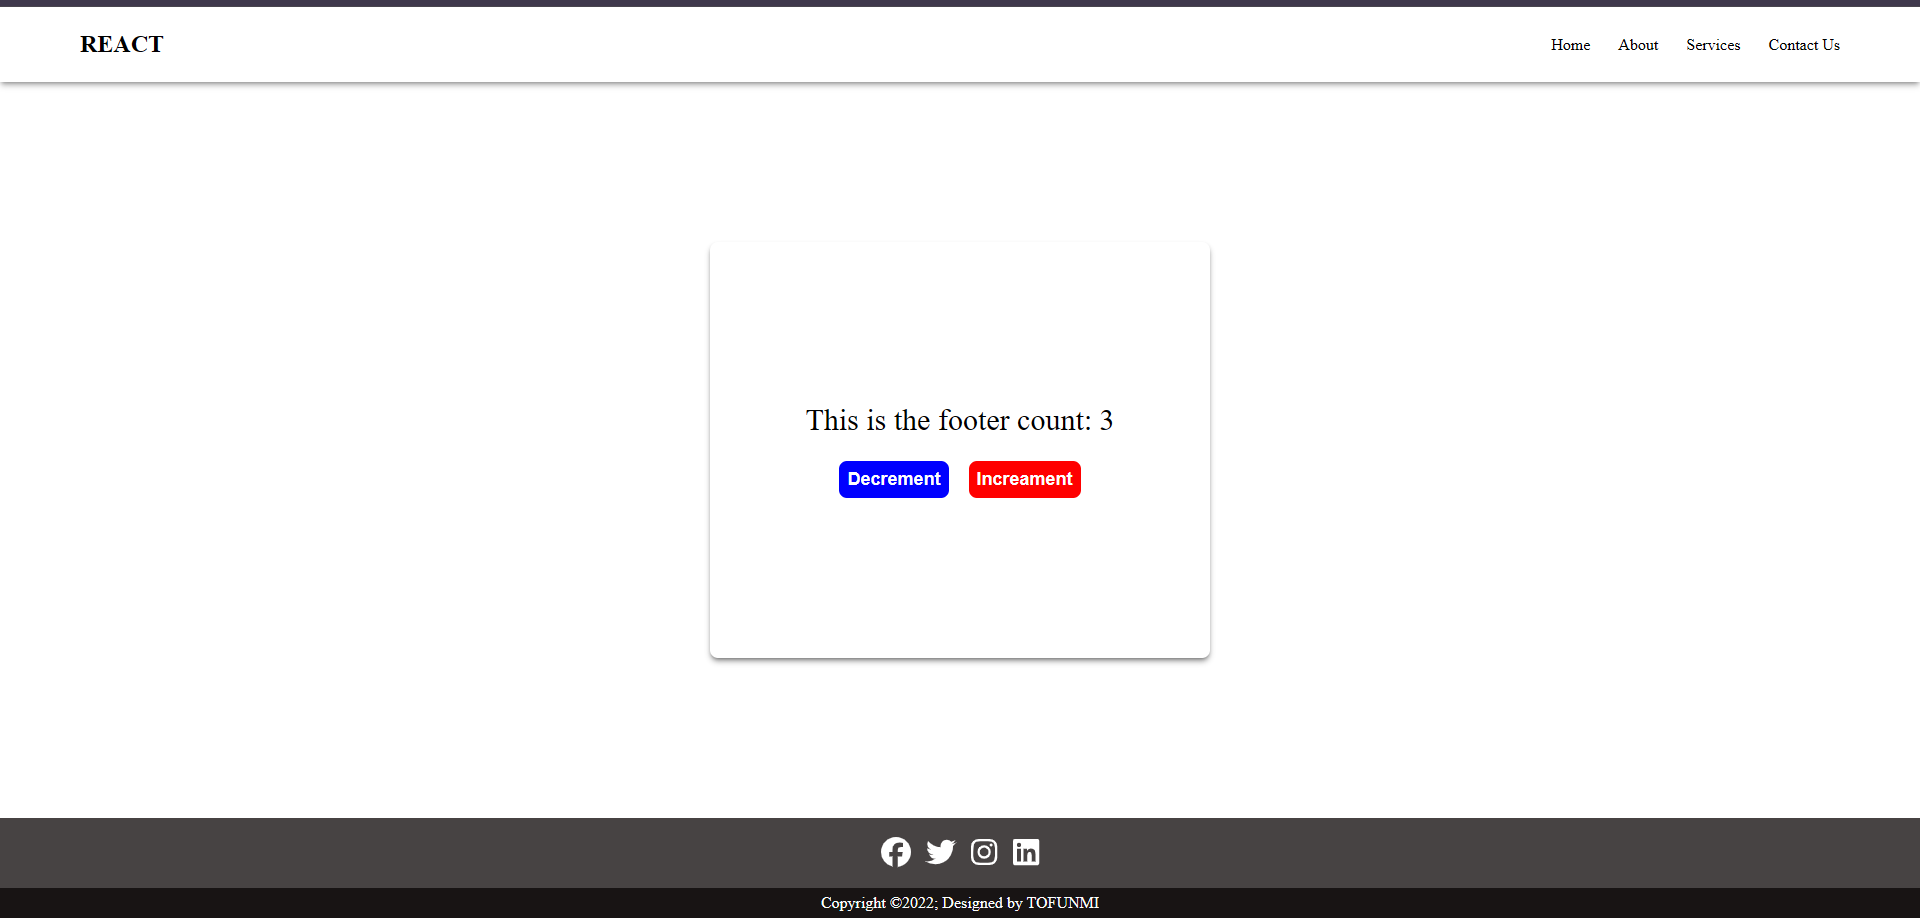 REACT
Home About Services Contact Us
This is the footer count: 3
Decrement Increament
Copyright ©2022; Designed by TOFUNMI